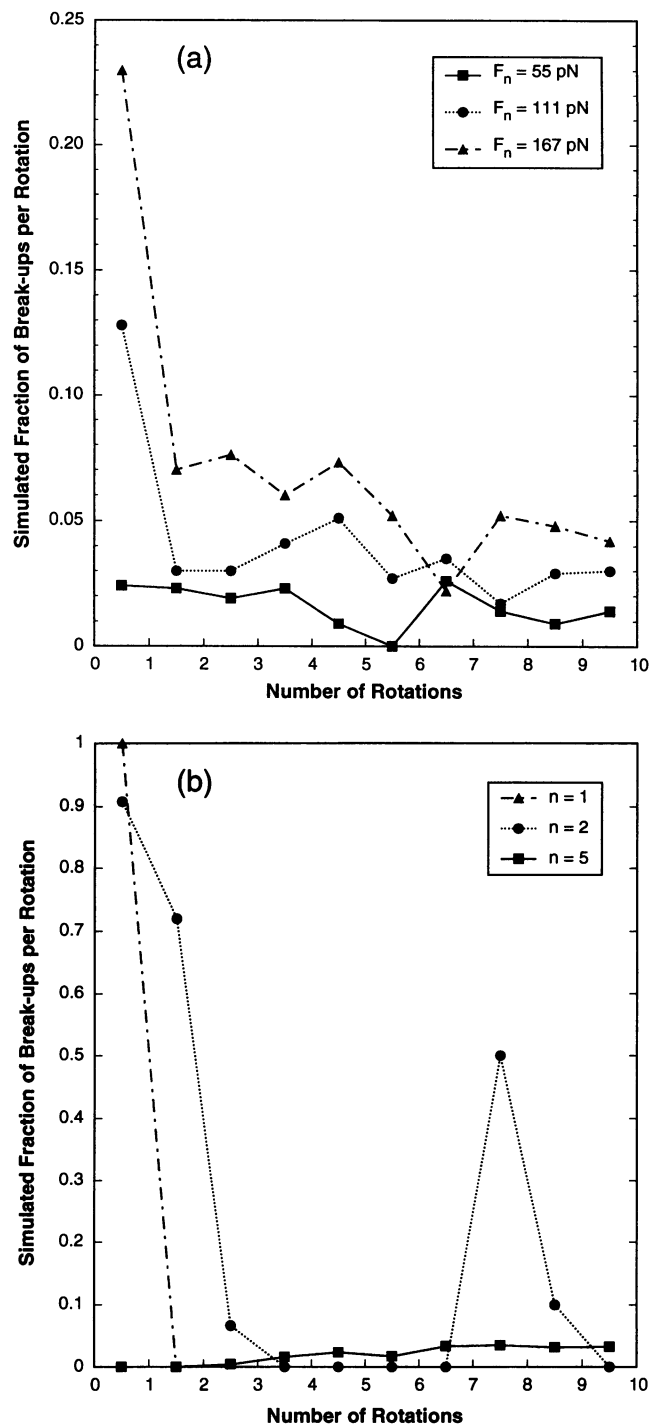 0.25
(a)
Fn = 55 pN
Fn = 111 pN
Fn = 167 pN
0.20
0.15
0.10
0.05
0
Simulated Fraction of Break-ups per Rotation
0 1 2 3 4 5 6 7 8 9 10
Number of Rotations
1
(b)
n = 1
n = 2
n = 5
0.9
0.8
0.7
0.6
0.5
0.4
0.3
0.2
0.1
0
Simulated Fraction of Break-ups per Rotation
0 1 2 3 4 5 6 7 8 9 10
Number of Rotations